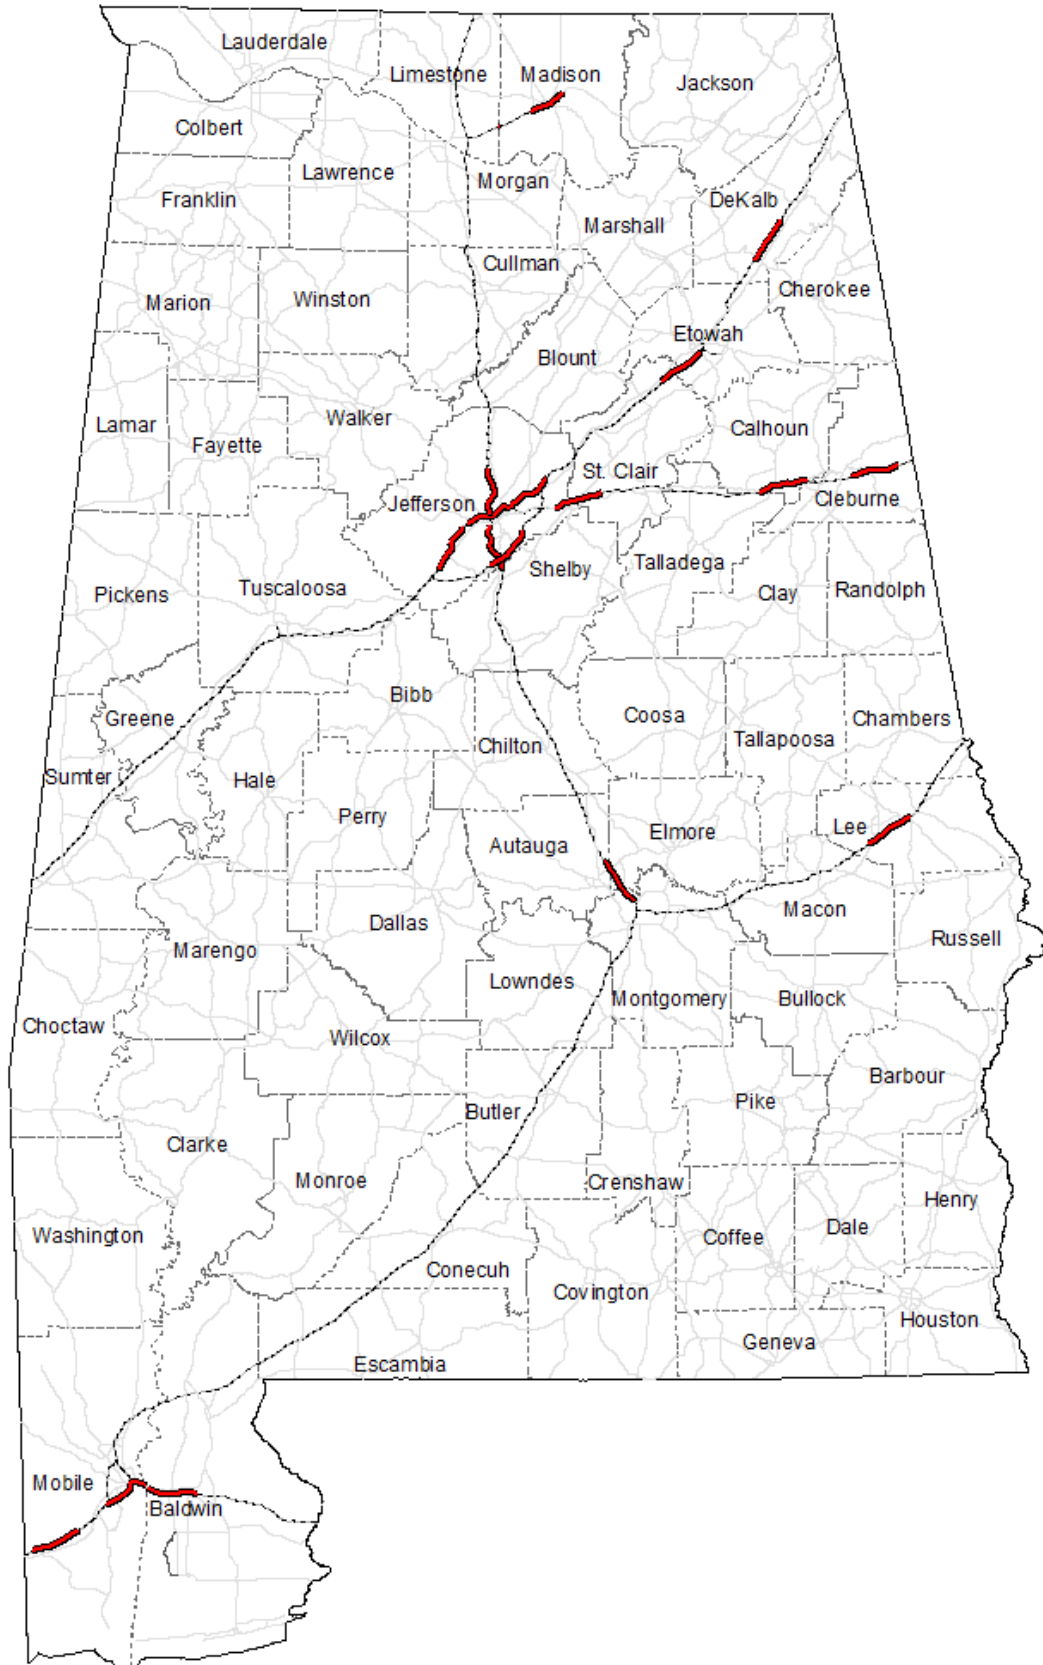 Lauderdale
Limestone
Madison
Jackson
Colbert
Lawrence
Morgan
Franklin
DeKalb
Marshall
Cullman
Cherokee
Marion
Winston
Etowah
Blount
Walker
Lamar
Calhoun
Fayette
St. Clair
Jefferson
Cleburne
Talladega
Shelby
Tuscaloosa
Randolph
Pickens
Clay
Bibb
Coosa
Greene
Chambers
Tallapoosa
Chilton
Sumter
Hale
Perry
Lee
Elmore
Autauga
Macon
Dallas
Russell
Marengo
Lowndes
Montgomery
Bullock
Choctaw
Wilcox
Barbour
Pike
Butler
Clarke
Monroe
Crenshaw
Henry
Dale
Washington
Coffee
Conecuh
Covington
Houston
Geneva
Escambia
Mobile
Baldwin